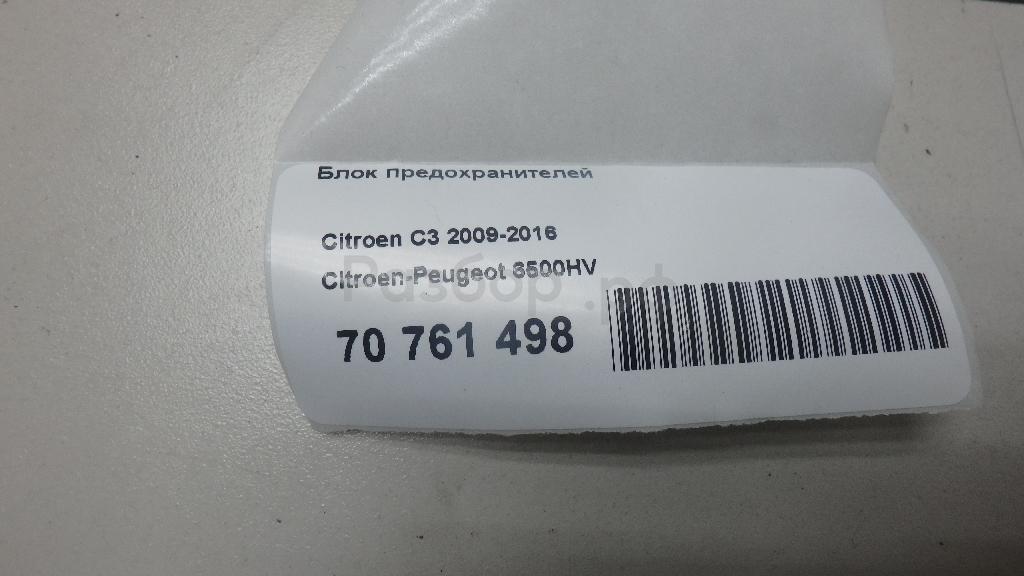 Блок предохранителей
Citroen C3 2009-2016
Citroen-Peugeot 6500HV
70 761 498